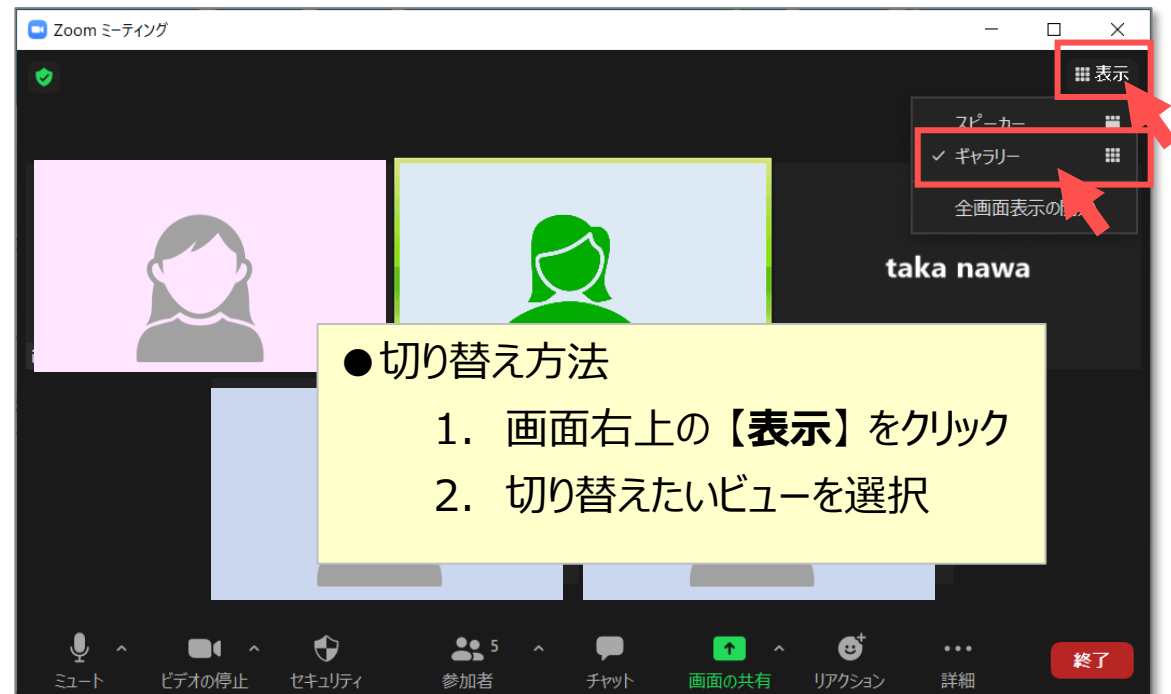 Zoom ミーティング
表示
スピーカー
ギャラリー
全画面表示の
taka nawa
●切り替え方法
1. 画面右上の【表示】をクリック
2. 切り替えたいビューを選択
5
ミュート
ビデオの停止
セキュリティ
参加者
チャット
画面の共有
リアクション
詳細
終了